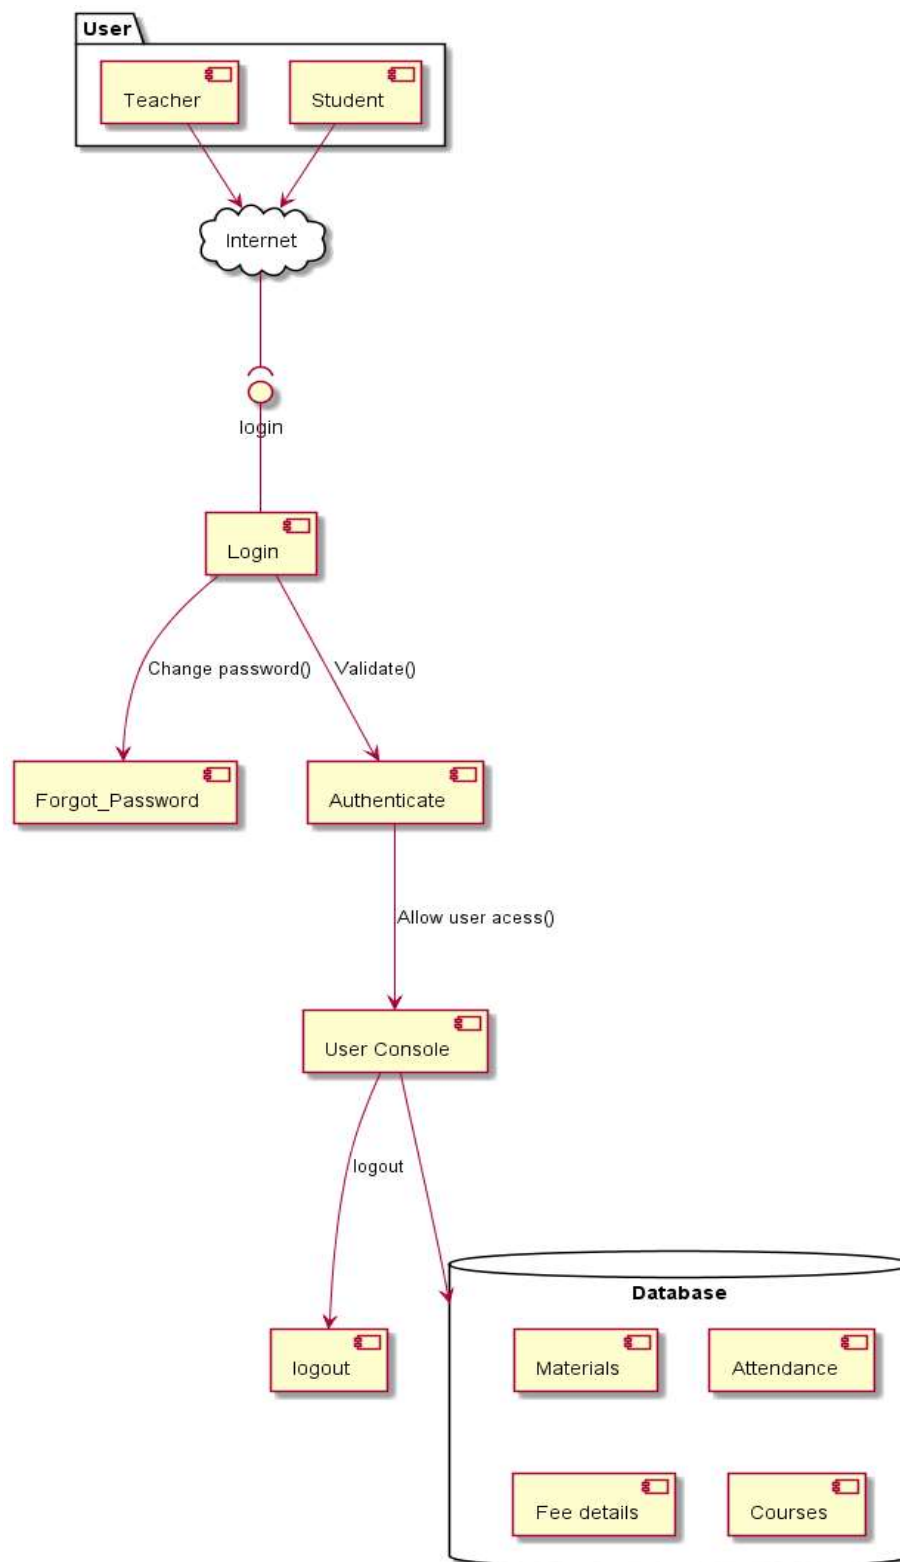 User
Teacher
Student
Internet
login
Login
Change password()
Validate()
Forgot_Password
Authenticate
Allow user acess()
User Console
logout
Database
logout
Materials
Attendance
Fee details
Courses